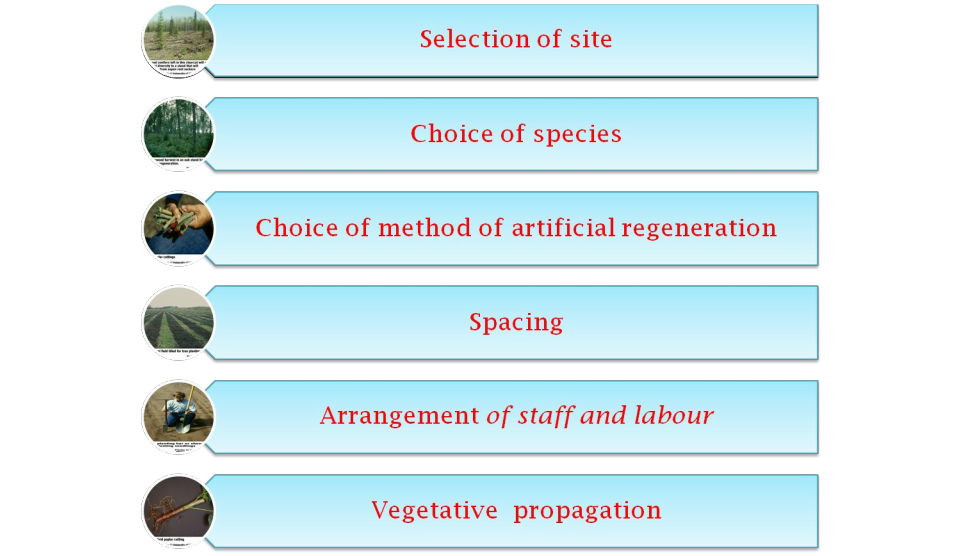 Selection of site
Choice of species
Choice of method of artificial regeneration
Spacing
Arrangement of staff and labour
Vegetative  propagation